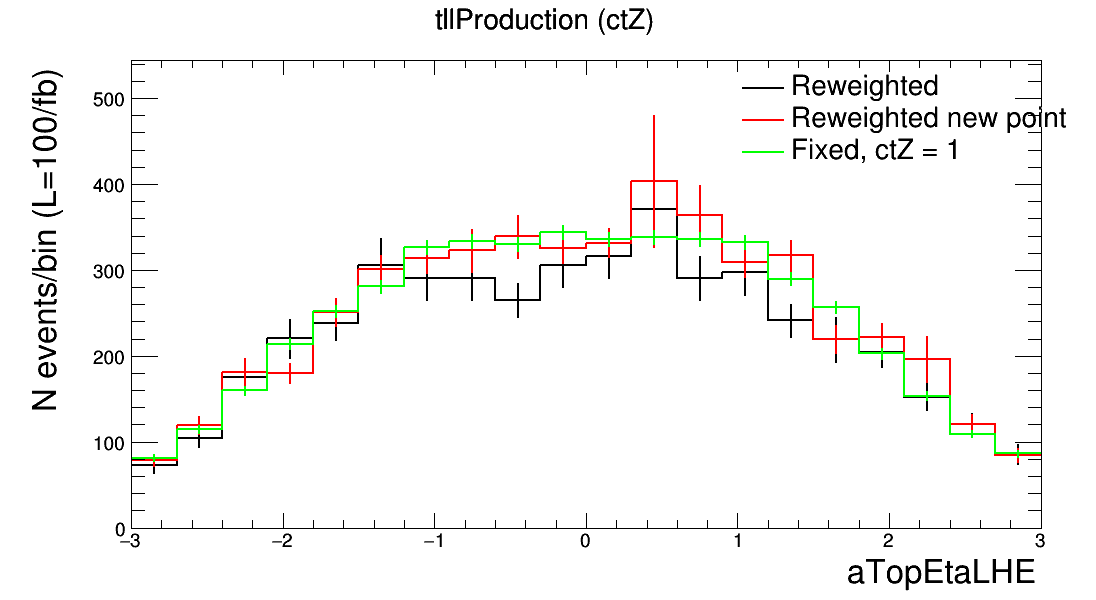 tllProduction (ctZ)
N events/bin (L=100/fb)
500
400
300
200
100
0
Reweighted
Reweighted new point
Fixed, ctZ = 1
−3 −2 −1 0 1 2 3
aTopEtaLHE